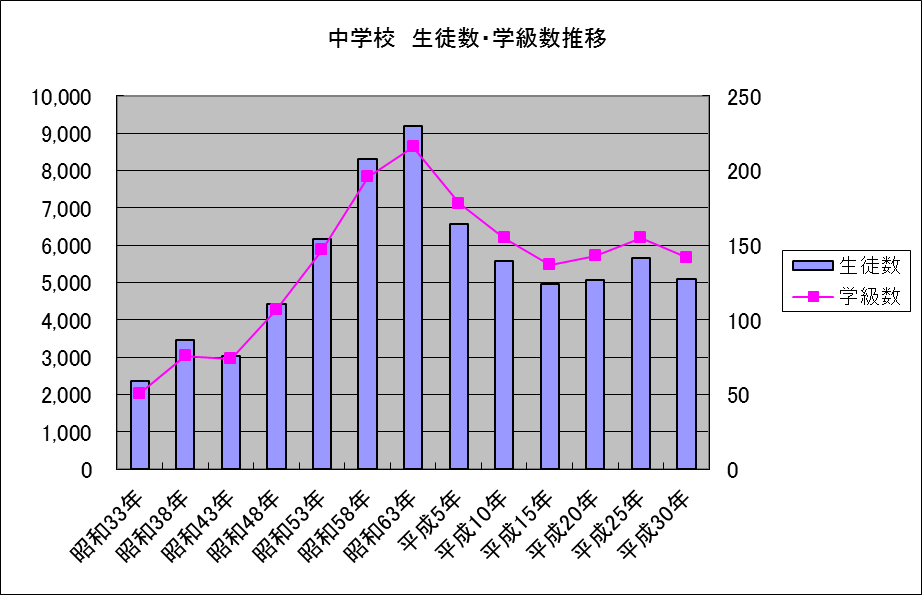 中学校　生徒数・学級数推移
10,000
9,000
8,000
7,000
6,000
5,000
4,000
3,000
2,000
1,000
0
250
200
150
100
50
0
生徒数
学級数
昭和33年
昭和38年
昭和43年
昭和48年
昭和53年
昭和58年
昭和63年
平成5年
平成10年
平成15年
平成20年
平成25年
平成30年